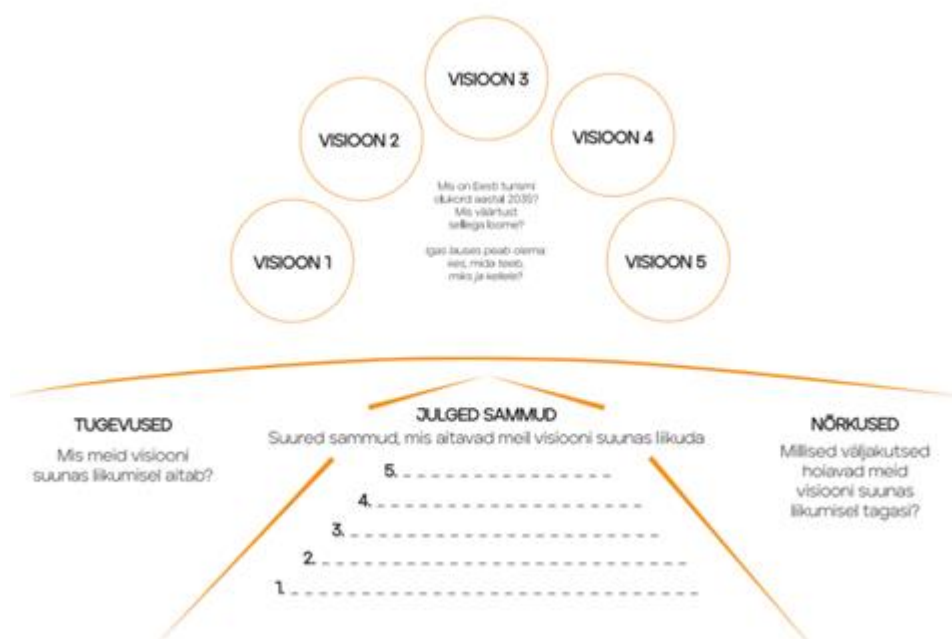 VISIOON 3
VISIOON 2
VISIOON 4
VISIOON 1
VISIOON 5
Mis on Eesti turismi
olukord aastal 2035?
Mis väärtust
sellega loome?
Igas lauses peab olema:
kes, mida teeb,
miks ja kellele?
TUGEVUSED
Mis meid visiooni
suunas liikumisel aitab?
JULGED SAMMUD
Suured sammud, mis aitavad meil visiooni suunas liikuda
5.
4.
3.
2.
1.
NÕRKUSED
Millised väljakutsed
hoiavad meid
visiooni suunas
liikumisel tagasi?